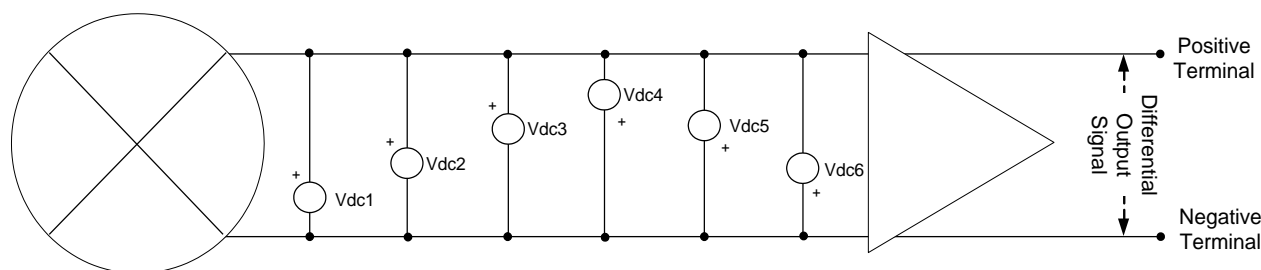 +
Vdc1
+
Vdc2
+
Vdc3
Vdc4
+
Vdc5
+
Vdc6
+
Differential
Output
Signal
Positive
Terminal
Negative
Terminal